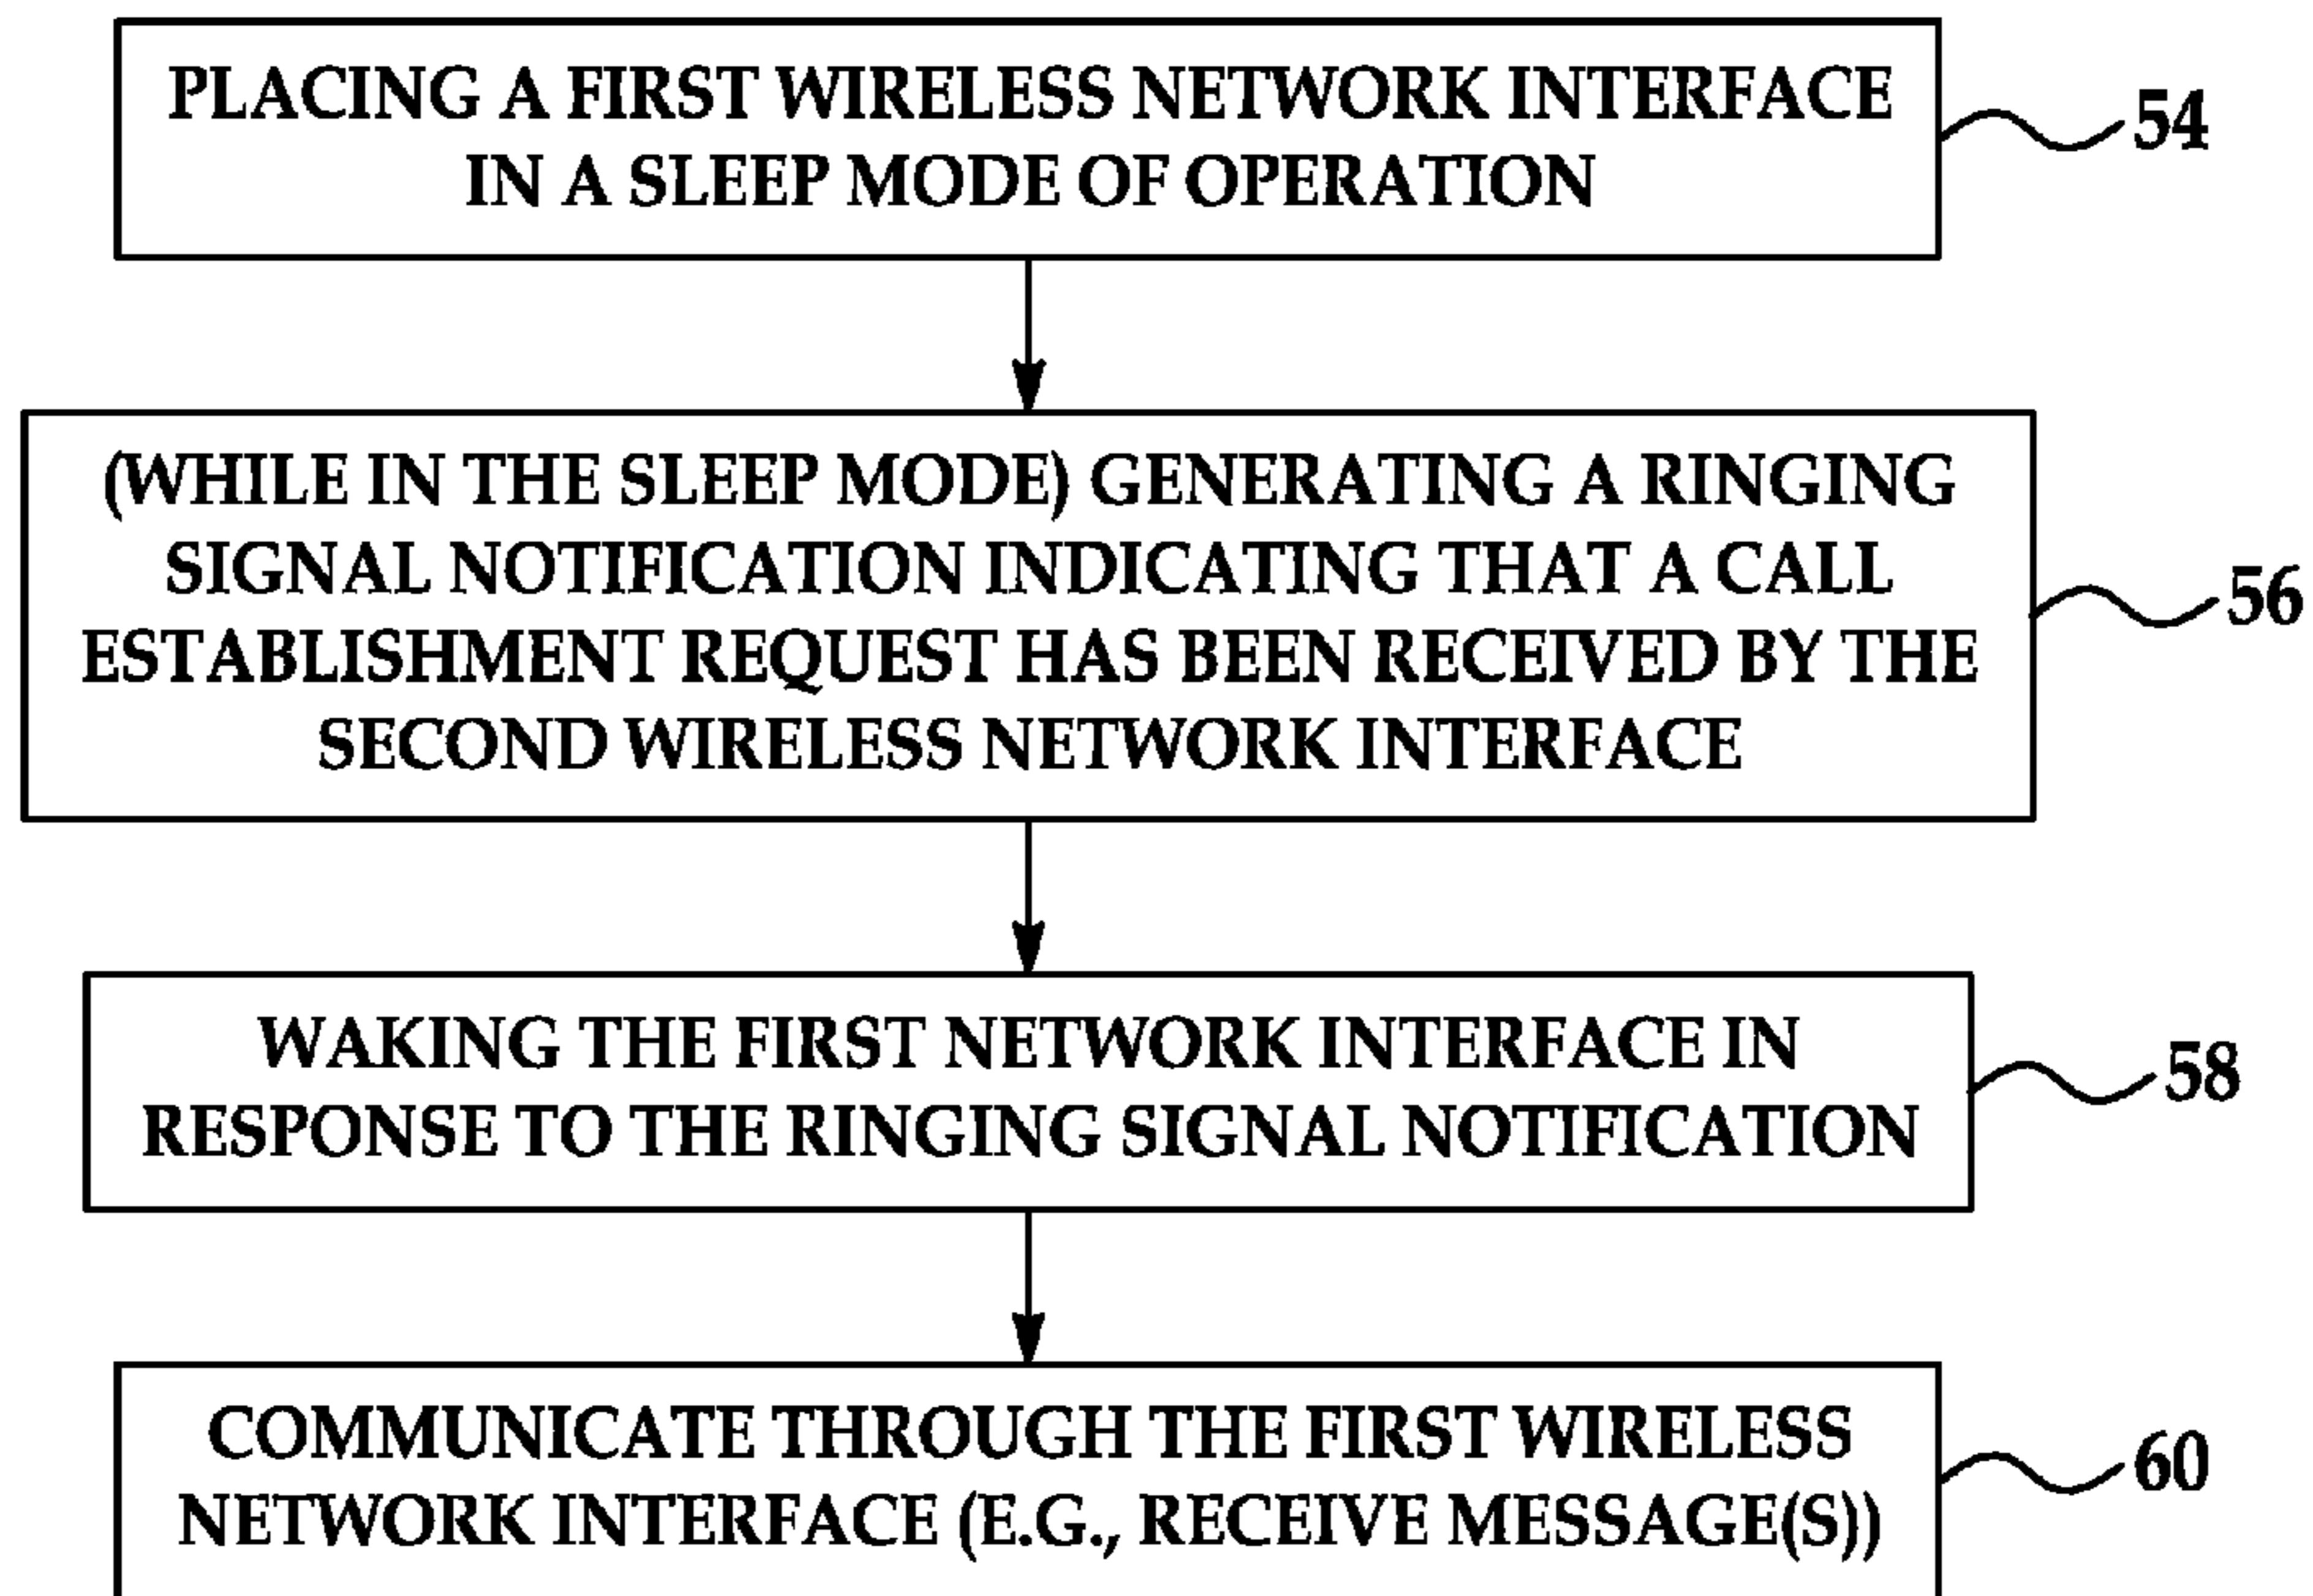 PLACING A FIRST WIRELESS NETWORK INTERFACE
IN A SLEEP MODE OF OPERATION
54
(WHILE IN THE SLEEP MODE) GENERATING A RINGING
SIGNAL NOTIFICATION INDICATING THAT A CALL
ESTABLISHMENT REQUEST HAS BEEN RECEIVED BY THE
SECOND WIRELESS NETWORK INTERFACE
56
WAKING THE FIRST NETWORK INTERFACE IN
RESPONSE TO THE RINGING SIGNAL NOTIFICATION
58
COMMUNICATE THROUGH THE FIRST WIRELESS
NETWORK INTERFACE (E.G., RECEIVE MESSAGE(S))
60